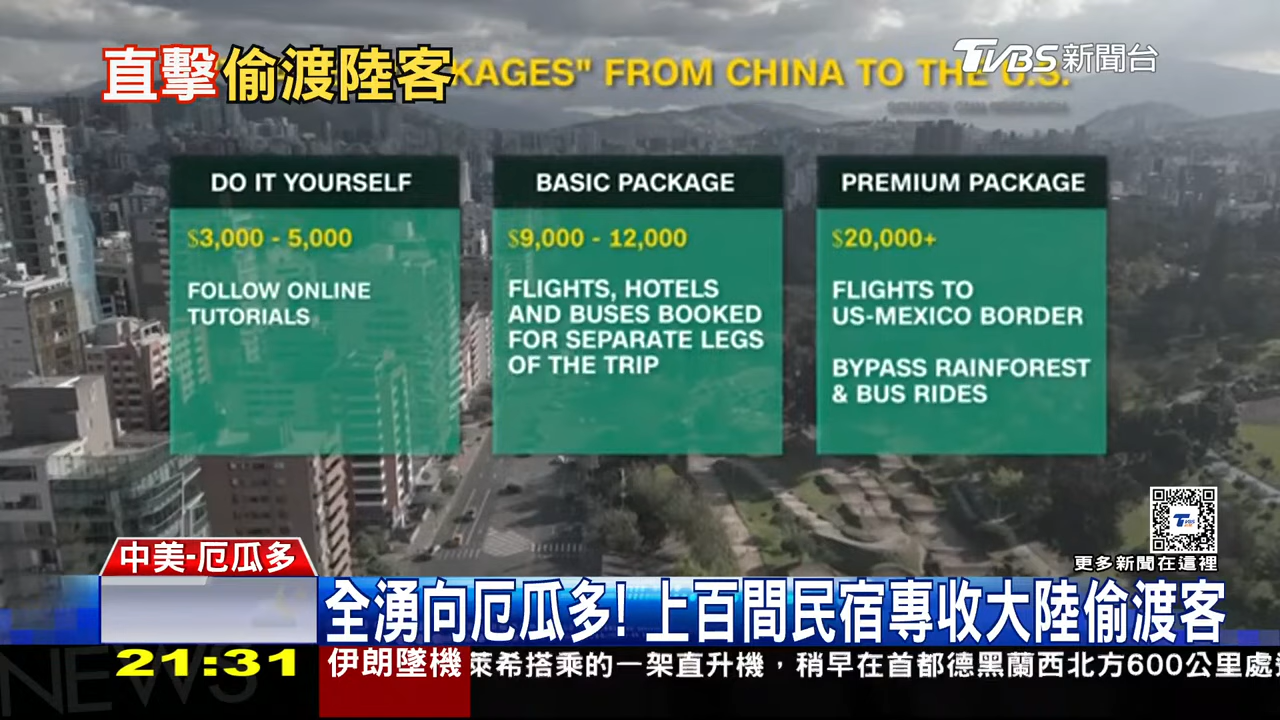 直擊偷渡陸客
KAGES" FROM CHINA TO THE U.S.
TVBS新聞台
SOURCE: CNN RESEARCH
DO IT YOURSELF
$3,000 - 5,000
FOLLOW ONLINE
TUTORIALS
BASIC PACKAGE
$9,000 - 12,000
FLIGHTS, HOTELS
AND BUSES BOOKED
FOR SEPARATE LEGS
OF THE TRIP
PREMIUM PACKAGE
$20,000+
FLIGHTS TO
US-MEXICO BORDER
BYPASS RAINFOREST
& BUS RIDES
TVBS
更多新聞在這裡
中美-厄瓜多
全湧向厄瓜多! 上百間民宿專收大陸偷渡客
NEWS
21:31
伊朗墜機
萊希搭乘的一架直升機，稍早在首都德黑蘭西北方600公里處